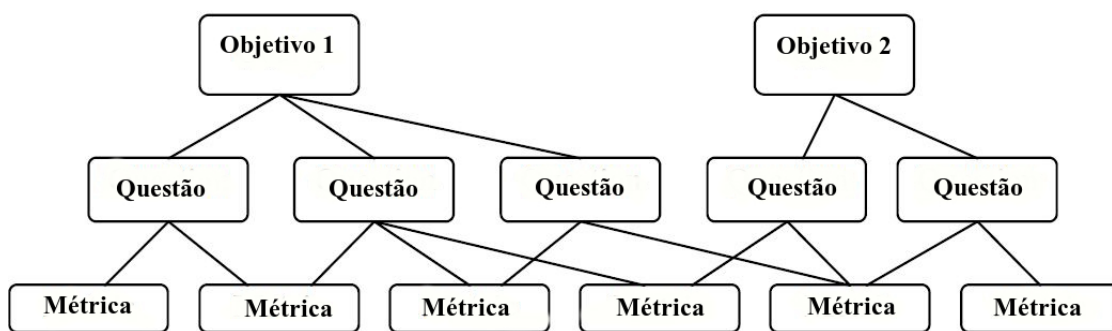 Objetivo 1
Objetivo 2
Questão
Questão
Questão
Questão
Questão
Métrica
Métrica
Métrica
Métrica
Métrica
Métrica